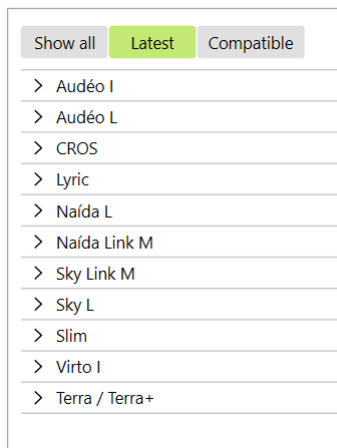 Show all Latest Compatible
Audéo I
Audéo L
CROS
Lyric
Naída L
Naída Link M
Sky Link M
Sky L
Slim
Virto I
Terra / Terra+